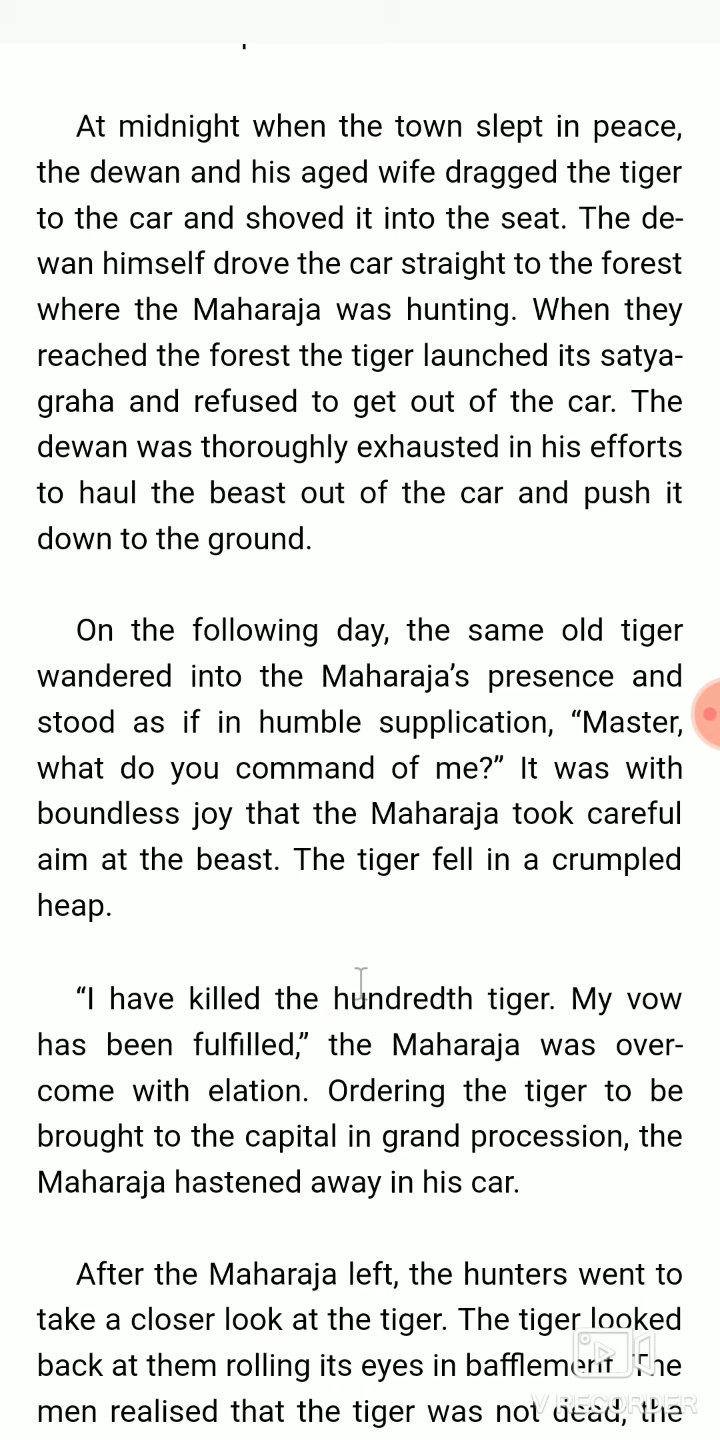 At midnight when the town slept in peace,
the dewan and his aged wife dragged the tiger
to the car and shoved it into the seat. The de-
wan himself drove the car straight to the forest
where the Maharaja was hunting. When they
reached the forest the tiger launched its satya-
graha and refused to get out of the car. The
dewan was thoroughly exhausted in his efforts
to haul the beast out of the car and push it
down to the ground.
On the following day, the same old tiger
wandered into the Maharaja’s presence and
stood as if in humble supplication, “Master,
what do you command of me?” It was with
boundless joy that the Maharaja took careful
aim at the beast. The tiger fell in a crumpled
heap.
“I have killed the hundredth tiger. My vow
has been fulfilled,” the Maharaja was over-
come with elation. Ordering the tiger to be
brought to the capital in grand procession, the
Maharaja hastened away in his car.
After the Maharaja left, the hunters went to
take a closer look at the tiger. The tiger looked
back at them rolling its eyes in bafflement. The
men realised that the tiger was not dead, the
V RECORDER